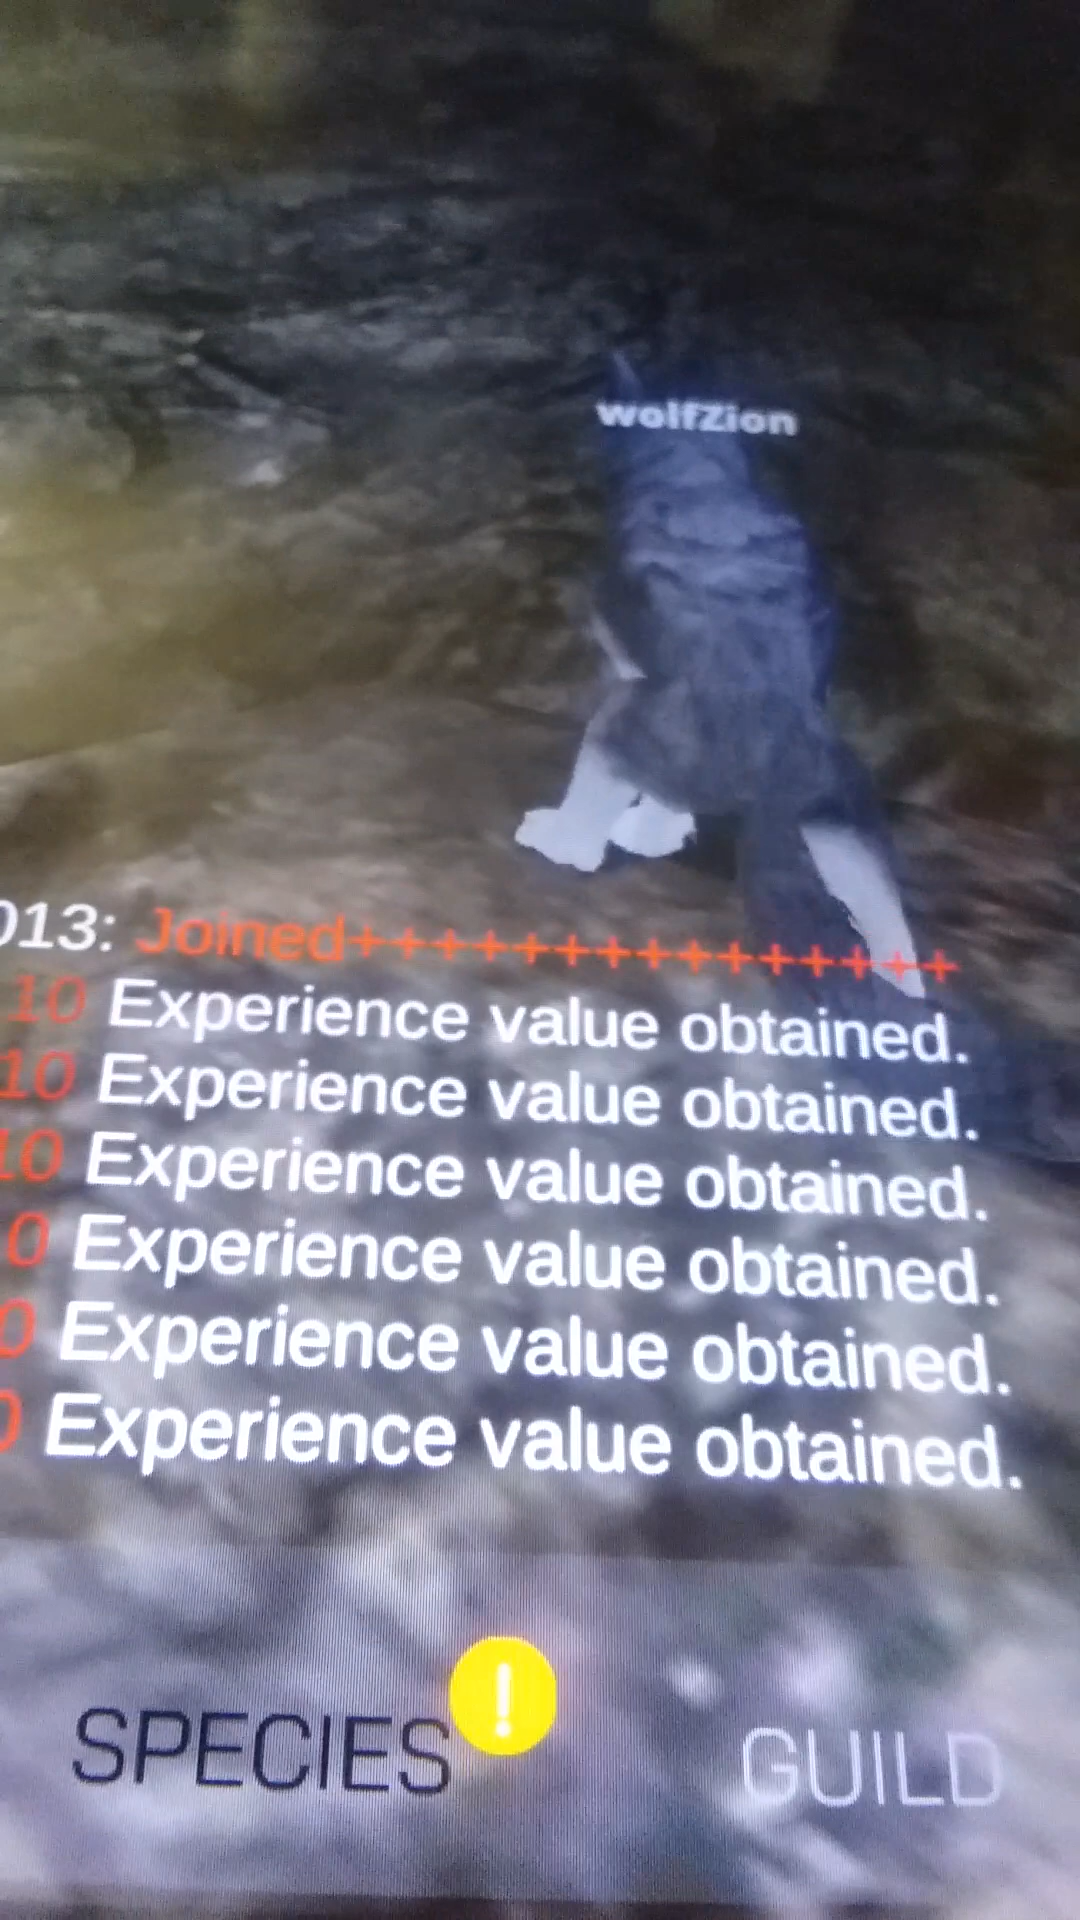 wolfZion
013: Joined+++++++++++++++
10 Experience value obtained.
10 Experience value obtained.
10 Experience value obtained.
0 Experience value obtained.
0 Experience value obtained.
0 Experience value obtained.
!
SPECIES
GUILD